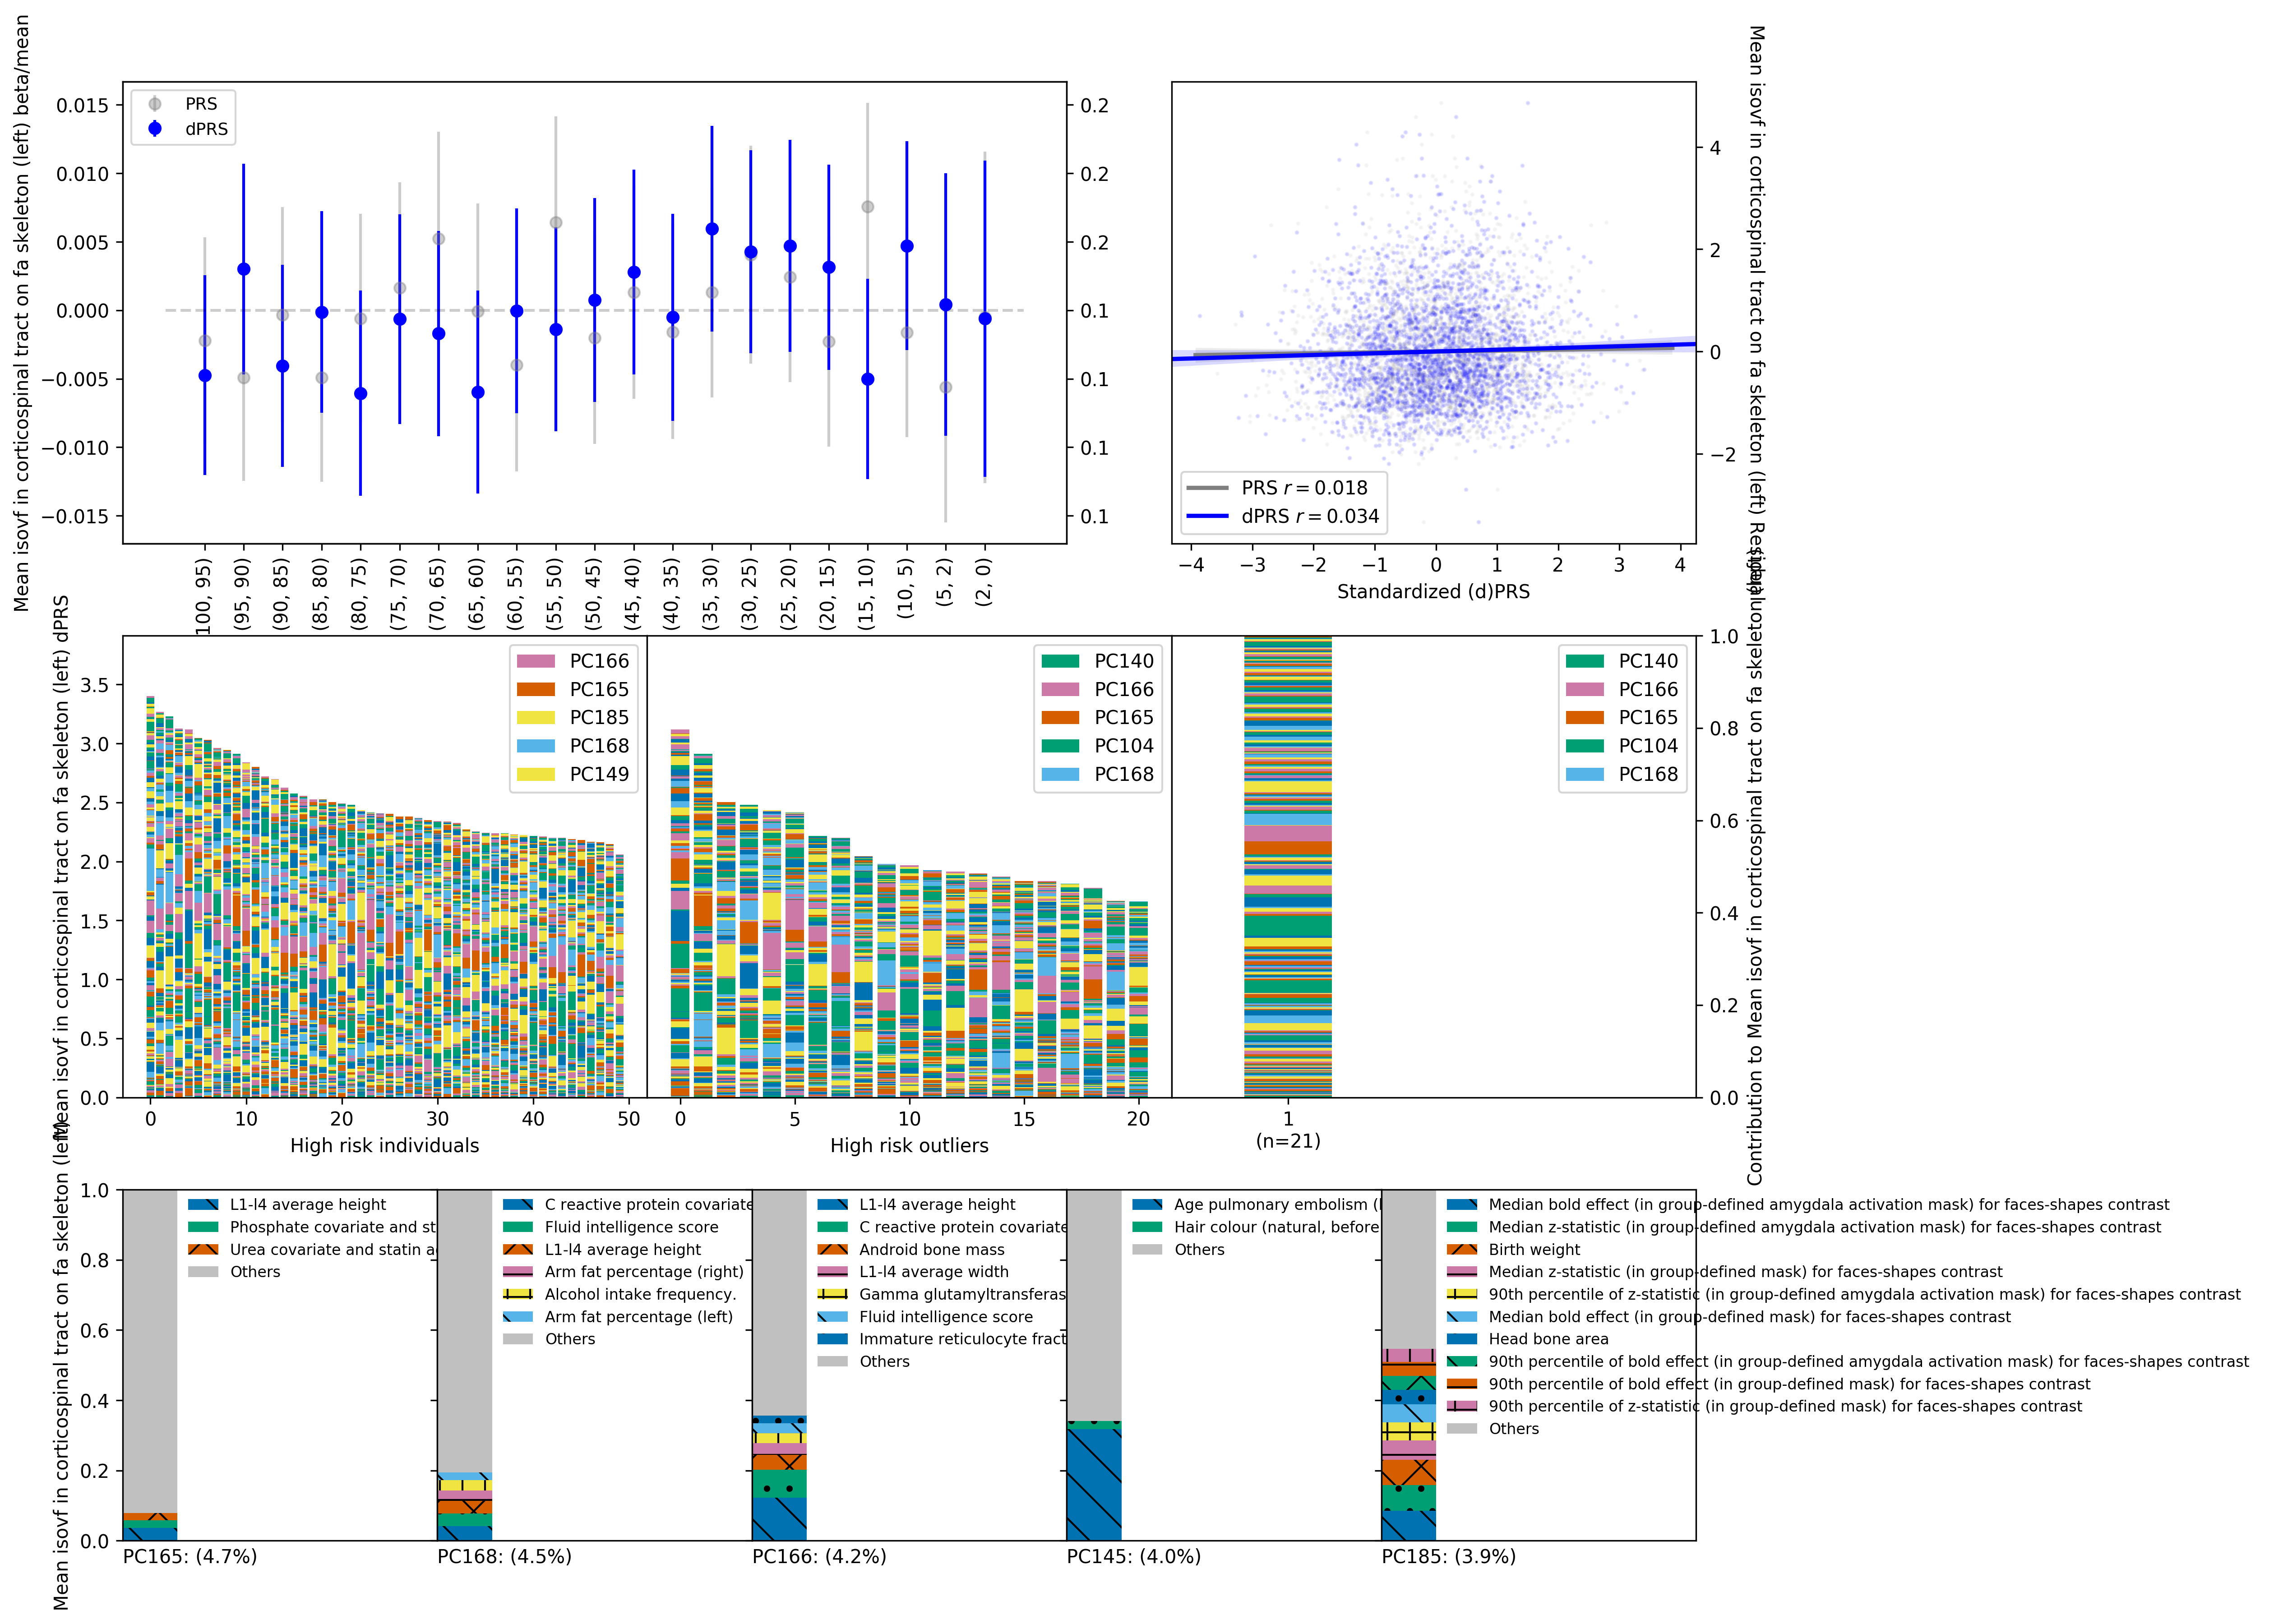 Mean isovf in corticospinal tract on fa skeleton (left) beta/mean
0.015
0.010
0.005
0.000
−0.005
−0.010
−0.015
PRS
dPRS
0.2
0.2
0.2
0.1
0.1
0.1
0.1
100, 95)
(95, 90)
(90, 85)
(85, 80)
(80, 75)
(75, 70)
(70, 65)
(65, 60)
(60, 55)
(55, 50)
(50, 45)
(45, 40)
(40, 35)
(35, 30)
(30, 25)
(25, 20)
(20, 15)
(15, 10)
(10, 5)
(5, 2)
(2, 0)
PRS r = 0.018
dPRS r = 0.034
−4
−3
−2
−1
0
1
2
3
4
Standardized (d)PRS
4
2
0
−2
Mean isovf in corticospinal tract on fa skeleton (left) Residual
Mean isovf in corticospinal tract on fa skeleton (left) dPRS
3.5
3.0
2.5
2.0
1.5
1.0
0.5
0.0
PC166
PC165
PC185
PC168
PC149
0
10
20
30
40
50
High risk individuals
PC140
PC166
PC165
PC104
PC168
0
5
10
15
20
High risk outliers
PC140
PC166
PC165
PC104
PC168
1
(n=21)
1.0
0.8
0.6
0.4
0.2
0.0
Contribution to Mean isovf in corticospinal tract on fa skeleton
Mean isovf in corticospinal tract on fa skeleton (left)
1.0
0.8
0.6
0.4
0.2
0.0
L1-l4 average height
Phosphate covariate and st
Urea covariate and statin a
Others
PC165: (4.7%)
C reactive protein covariate
Fluid intelligence score
L1-l4 average height
Arm fat percentage (right)
Alcohol intake frequency.
Arm fat percentage (left)
Others
PC168: (4.5%)
L1-l4 average height
C reactive protein covariate
Android bone mass
L1-l4 average width
Gamma glutamyltransferas
Fluid intelligence score
Immature reticulocyte fract
Others
PC166: (4.2%)
Age pulmonary embolism (
Hair colour (natural, before
Others
PC145: (4.0%)
Median bold effect (in group-defined amygdala activation mask) for faces-shapes contrast
Median z-statistic (in group-defined amygdala activation mask) for faces-shapes contrast
Birth weight
Median z-statistic (in group-defined mask) for faces-shapes contrast
90th percentile of z-statistic (in group-defined amygdala activation mask) for faces-shapes contrast
Median bold effect (in group-defined mask) for faces-shapes contrast
Head bone area
90th percentile of bold effect (in group-defined amygdala activation mask) for faces-shapes contrast
90th percentile of bold effect (in group-defined mask) for faces-shapes contrast
90th percentile of z-statistic (in group-defined mask) for faces-shapes contrast
Others
PC185: (3.9%)